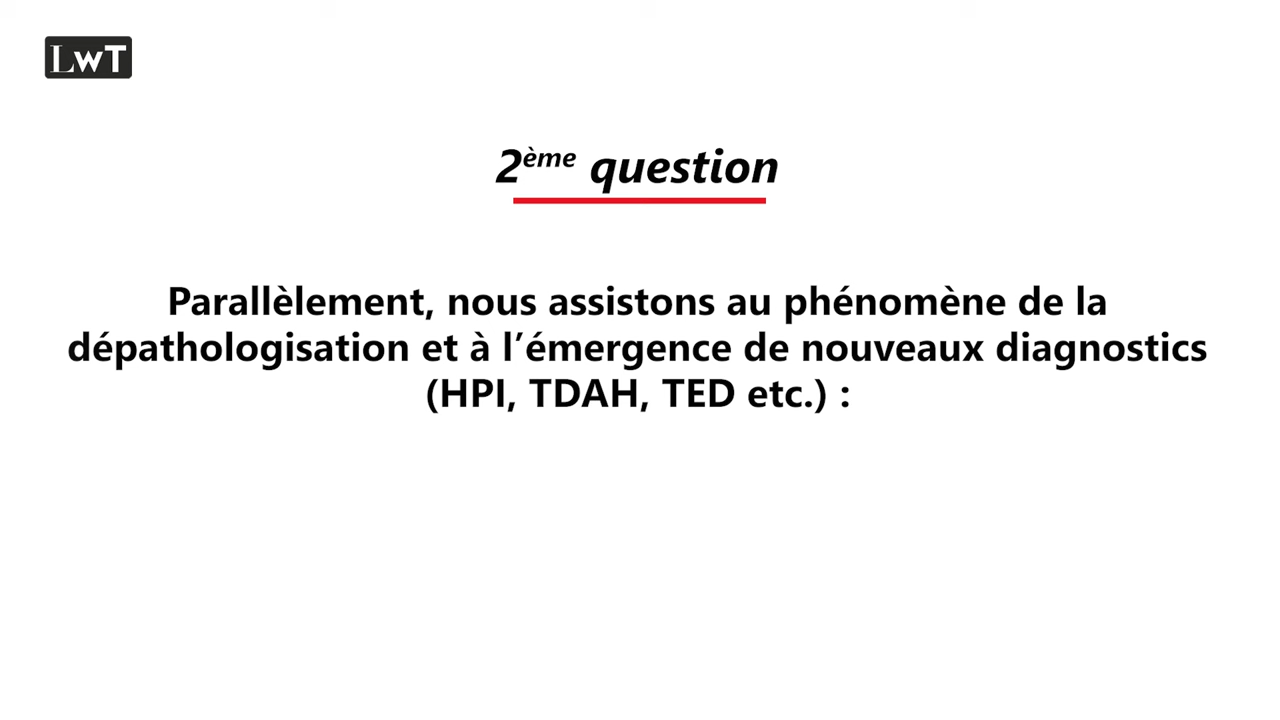 LwT
2ème question
Parallèlement, nous assistons au phénomène de la
dépathologisation et à l’émergence de nouveaux diagnostics
(HPI, TDAH, TED etc.) :